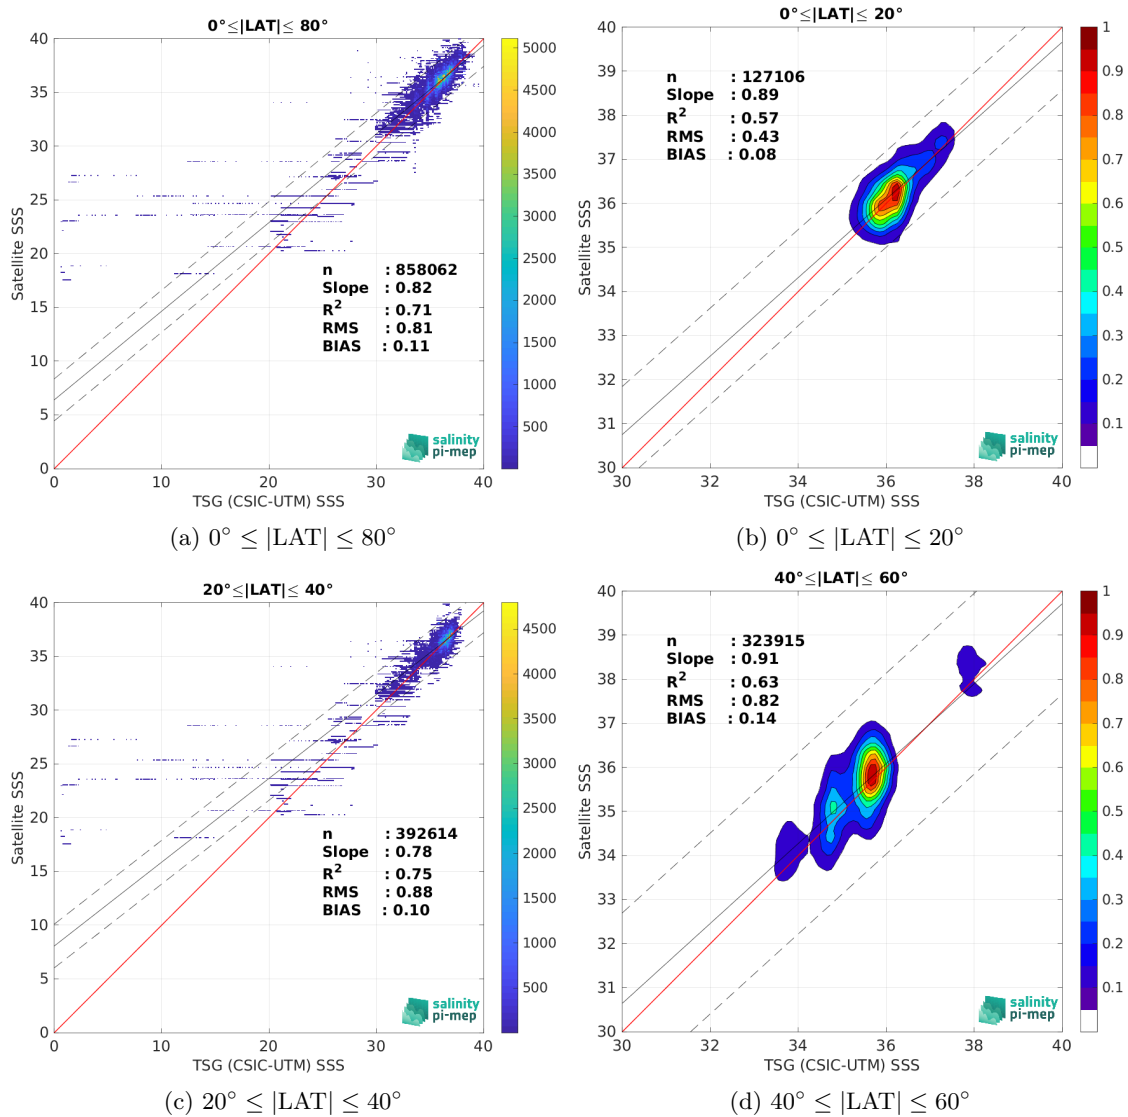 0°≤|LAT|≤ 80°
Satellite SSS
40
35
30
25
20
15
10
5
0
0
10
20
30
40
TSG (CSIC-UTM) SSS
n : 858062
Slope : 0.82
R² : 0.71
RMS : 0.81
BIAS : 0.11
salinity
pi-mep
5000
4500
4000
3500
3000
2500
2000
1500
1000
500
(a) 0° ≤ |LAT| ≤ 80°
0°≤|LAT|≤ 20°
Satellite SSS
40
39
38
37
36
35
34
33
32
31
30
30
32
34
36
38
40
TSG (CSIC-UTM) SSS
n : 127106
Slope : 0.89
R² : 0.57
RMS : 0.43
BIAS : 0.08
salinity
pi-mep
1
0.9
0.8
0.7
0.6
0.5
0.4
0.3
0.2
0.1
(b) 0° ≤ |LAT| ≤ 20°
20°≤|LAT|≤ 40°
Satellite SSS
40
35
30
25
20
15
10
5
0
0
10
20
30
40
TSG (CSIC-UTM) SSS
n : 392614
Slope : 0.78
R² : 0.75
RMS : 0.88
BIAS : 0.10
salinity
pi-mep
4500
4000
3500
3000
2500
2000
1500
1000
500
(c) 20° ≤ |LAT| ≤ 40°
40°≤|LAT|≤ 60°
Satellite SSS
40
39
38
37
36
35
34
33
32
31
30
30
32
34
36
38
40
TSG (CSIC-UTM) SSS
n : 323915
Slope : 0.91
R² : 0.63
RMS : 0.82
BIAS : 0.14
salinity
pi-mep
1
0.9
0.8
0.7
0.6
0.5
0.4
0.3
0.2
0.1
(d) 40° ≤ |LAT| ≤ 60°